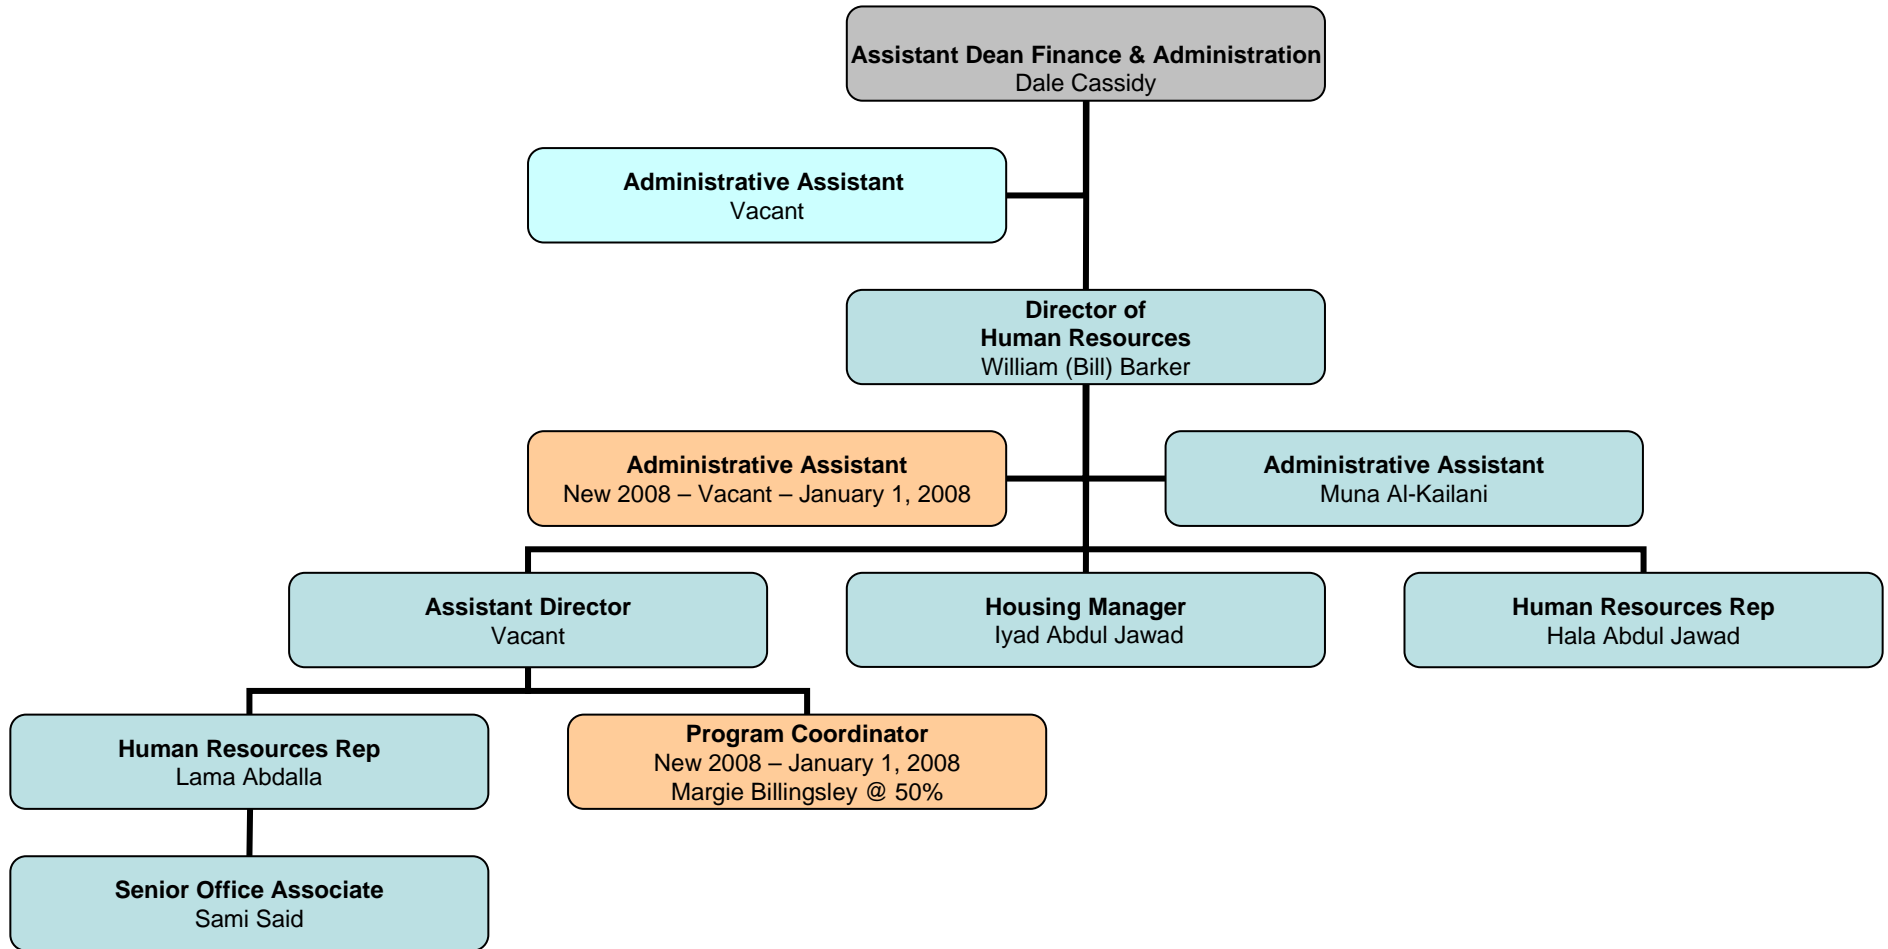 Assistant Dean Finance & Administration
Dale Cassidy
Administrative Assistant
Vacant
Director of
Human Resources
William (Bill) Barker
Administrative Assistant
New 2008 – Vacant – January 1, 2008
Administrative Assistant
Muna Al-Kailani
Assistant Director
Vacant
Housing Manager
Iyad Abdul Jawad
Human Resources Rep
Hala Abdul Jawad
Human Resources Rep
Lama Abdalla
Program Coordinator
New 2008 – January 1, 2008
Margie Billingsley @ 50%
Senior Office Associate
Sami Said